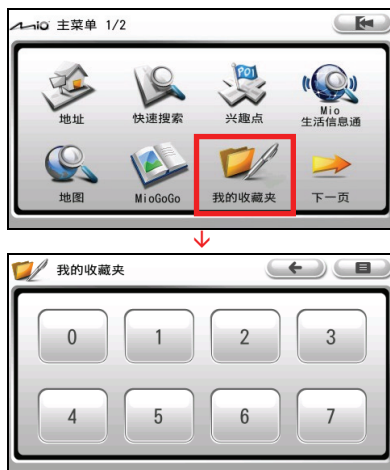 Mio 主菜单 1/2
POI
地址 快速搜索 兴趣点 Mio 生活信息通
地图 MioGoGo 我的收藏夹 下一页
我的收藏夹
0 1 2 3
4 5 6 7